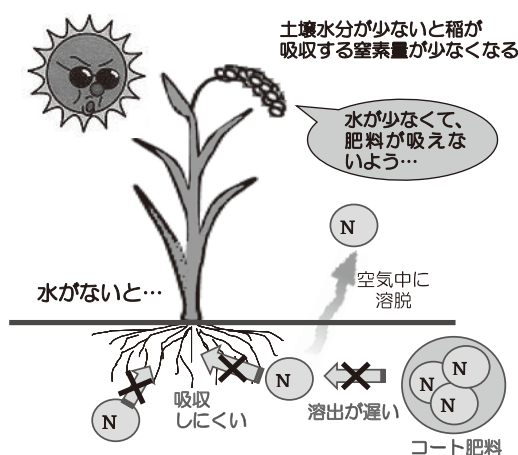 土壌水分が少ないと稲が
吸収する窒素量が少なくなる
水が少なくて、
肥料が吸えな
いよう…
N
空気中に
溶脱
水がないと…
N
吸収
しにくい
N
溶出が遅い
N
N
N
コート肥料